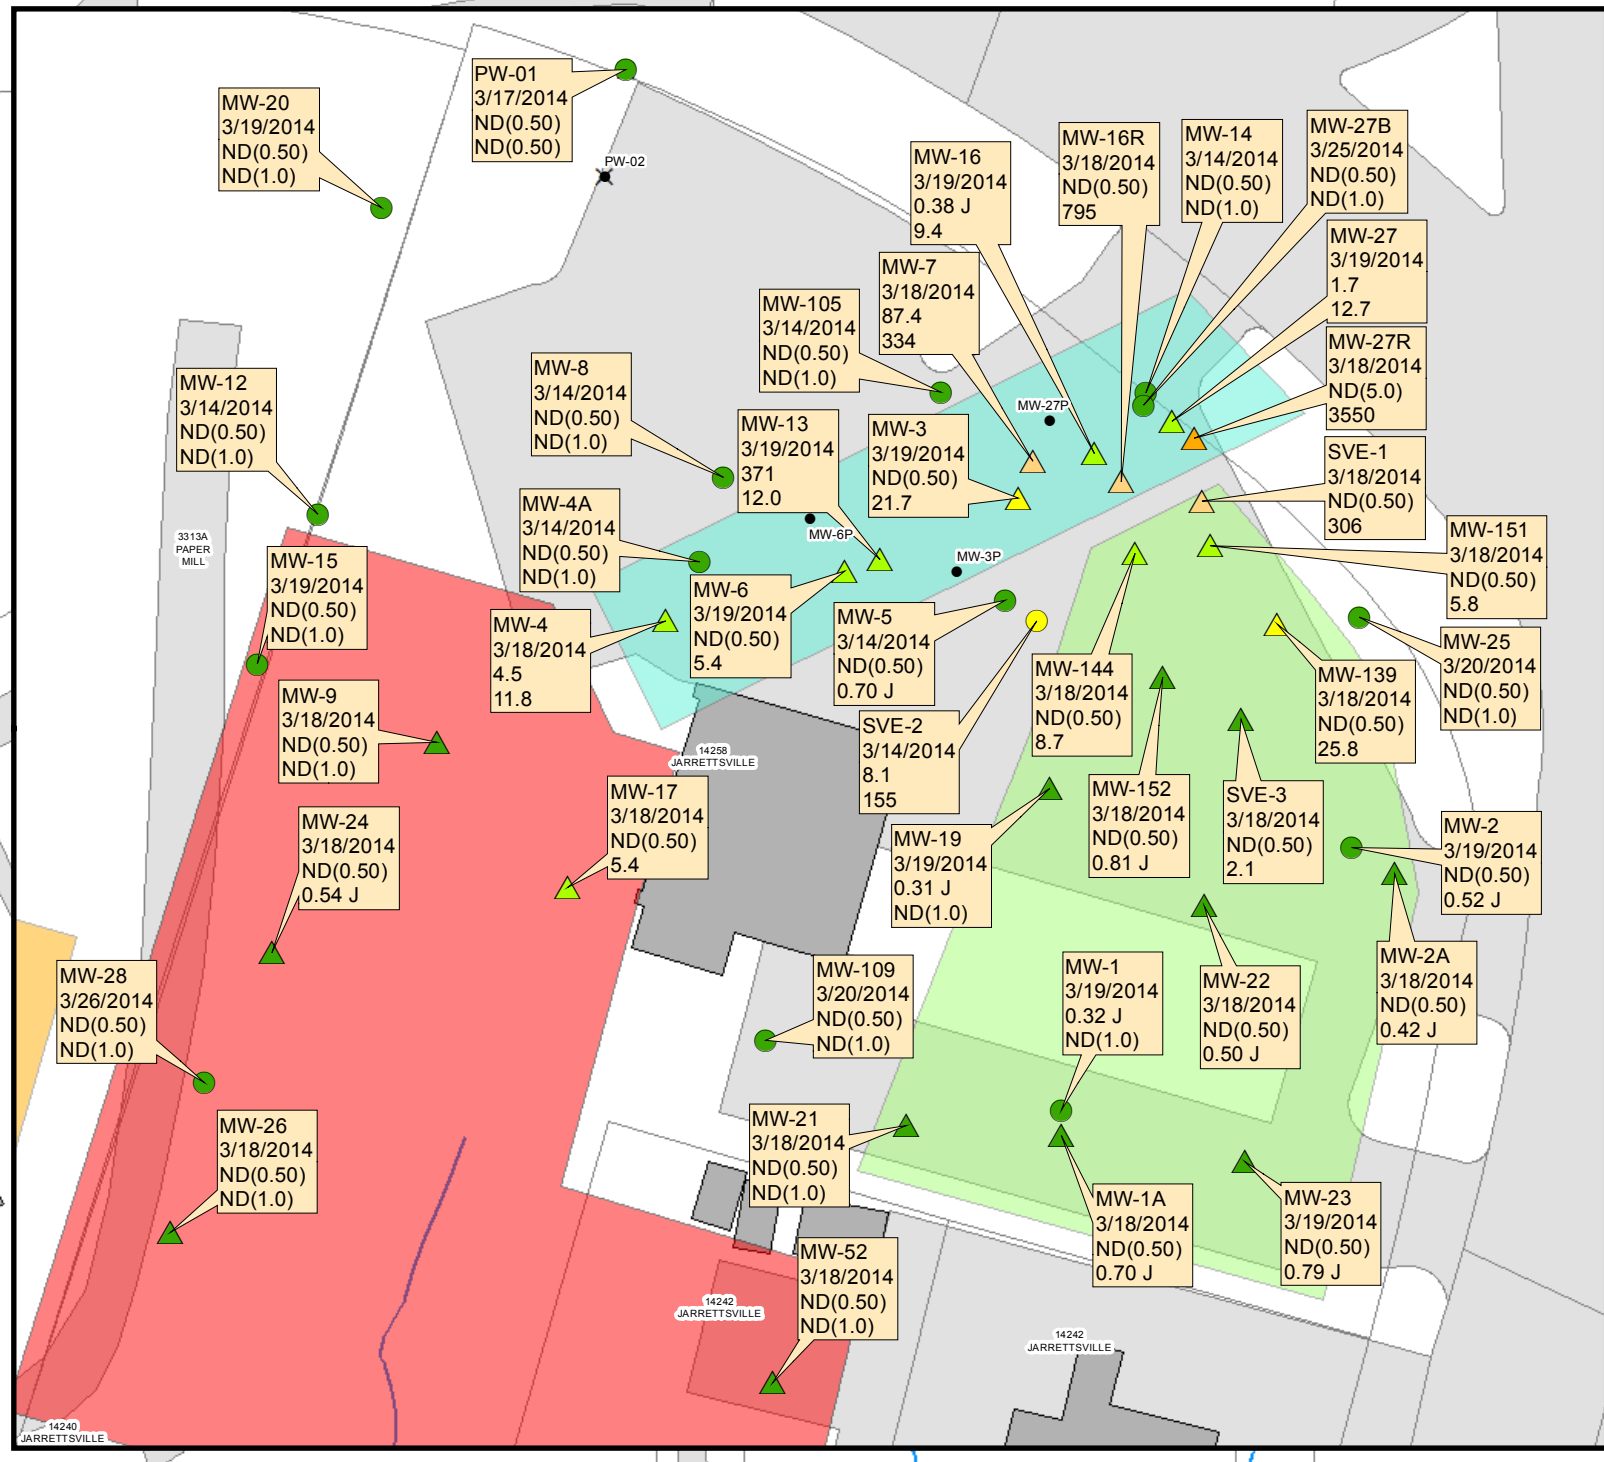 PW-01
3/17/2014
ND(0.50)
ND(0.50)
MW-20
3/19/2014
ND(0.50)
ND(1.0)
PW-02
MW-16
3/19/2014
0.38 J
9.4
MW-16R
3/18/2014
ND(0.50)
795
MW-14
3/14/2014
ND(0.50)
ND(1.0)
MW-27B
3/25/2014
ND(0.50)
ND(1.0)
MW-27
3/19/2014
1.7
12.7
MW-7
3/18/2014
87.4
334
MW-105
3/14/2014
ND(0.50)
ND(1.0)
MW-27R
3/18/2014
ND(5.0)
3550
MW-8
3/14/2014
ND(0.50)
ND(1.0)
MW-12
3/14/2014
ND(0.50)
ND(1.0)
MW-27P
MW-13
3/19/2014
371
12.0
MW-3
3/19/2014
ND(0.50)
21.7
SVE-1
3/18/2014
ND(0.50)
306
MW-4A
3/14/2014
ND(0.50)
ND(1.0)
MW-6P
MW-3P
3313A
PAPER
MILL
MW-151
3/18/2014
ND(0.50)
5.8
MW-15
3/19/2014
ND(0.50)
ND(1.0)
MW-6
3/19/2014
ND(0.50)
5.4
MW-5
3/14/2014
ND(0.50)
0.70 J
MW-4
3/18/2014
4.5
11.8
MW-25
3/20/2014
ND(0.50)
ND(1.0)
MW-144
3/18/2014
ND(0.50)
8.7
MW-139
3/18/2014
ND(0.50)
25.8
MW-9
3/18/2014
ND(0.50)
ND(1.0)
SVE-2
3/14/2014
8.1
155
14258
JARRETTSVILLE
MW-17
3/18/2014
ND(0.50)
5.4
MW-152
3/18/2014
ND(0.50)
0.81 J
SVE-3
3/18/2014
ND(0.50)
2.1
MW-24
3/18/2014
ND(0.50)
0.54 J
MW-19
3/19/2014
0.31 J
ND(1.0)
MW-2
3/19/2014
ND(0.50)
0.52 J
MW-2A
3/18/2014
ND(0.50)
0.42 J
MW-28
3/26/2014
ND(0.50)
ND(1.0)
MW-109
3/20/2014
ND(0.50)
ND(1.0)
MW-1
3/19/2014
0.32 J
ND(1.0)
MW-22
3/18/2014
ND(0.50)
0.50 J
MW-26
3/18/2014
ND(0.50)
ND(1.0)
MW-21
3/18/2014
ND(0.50)
ND(1.0)
MW-1A
3/18/2014
ND(0.50)
0.70 J
MW-23
3/19/2014
ND(0.50)
0.79 J
MW-52
3/18/2014
ND(0.50)
ND(1.0)
14242
JARRETTSVILLE
14242
JARRETTSVILLE
14240
JARRETTSVILLE